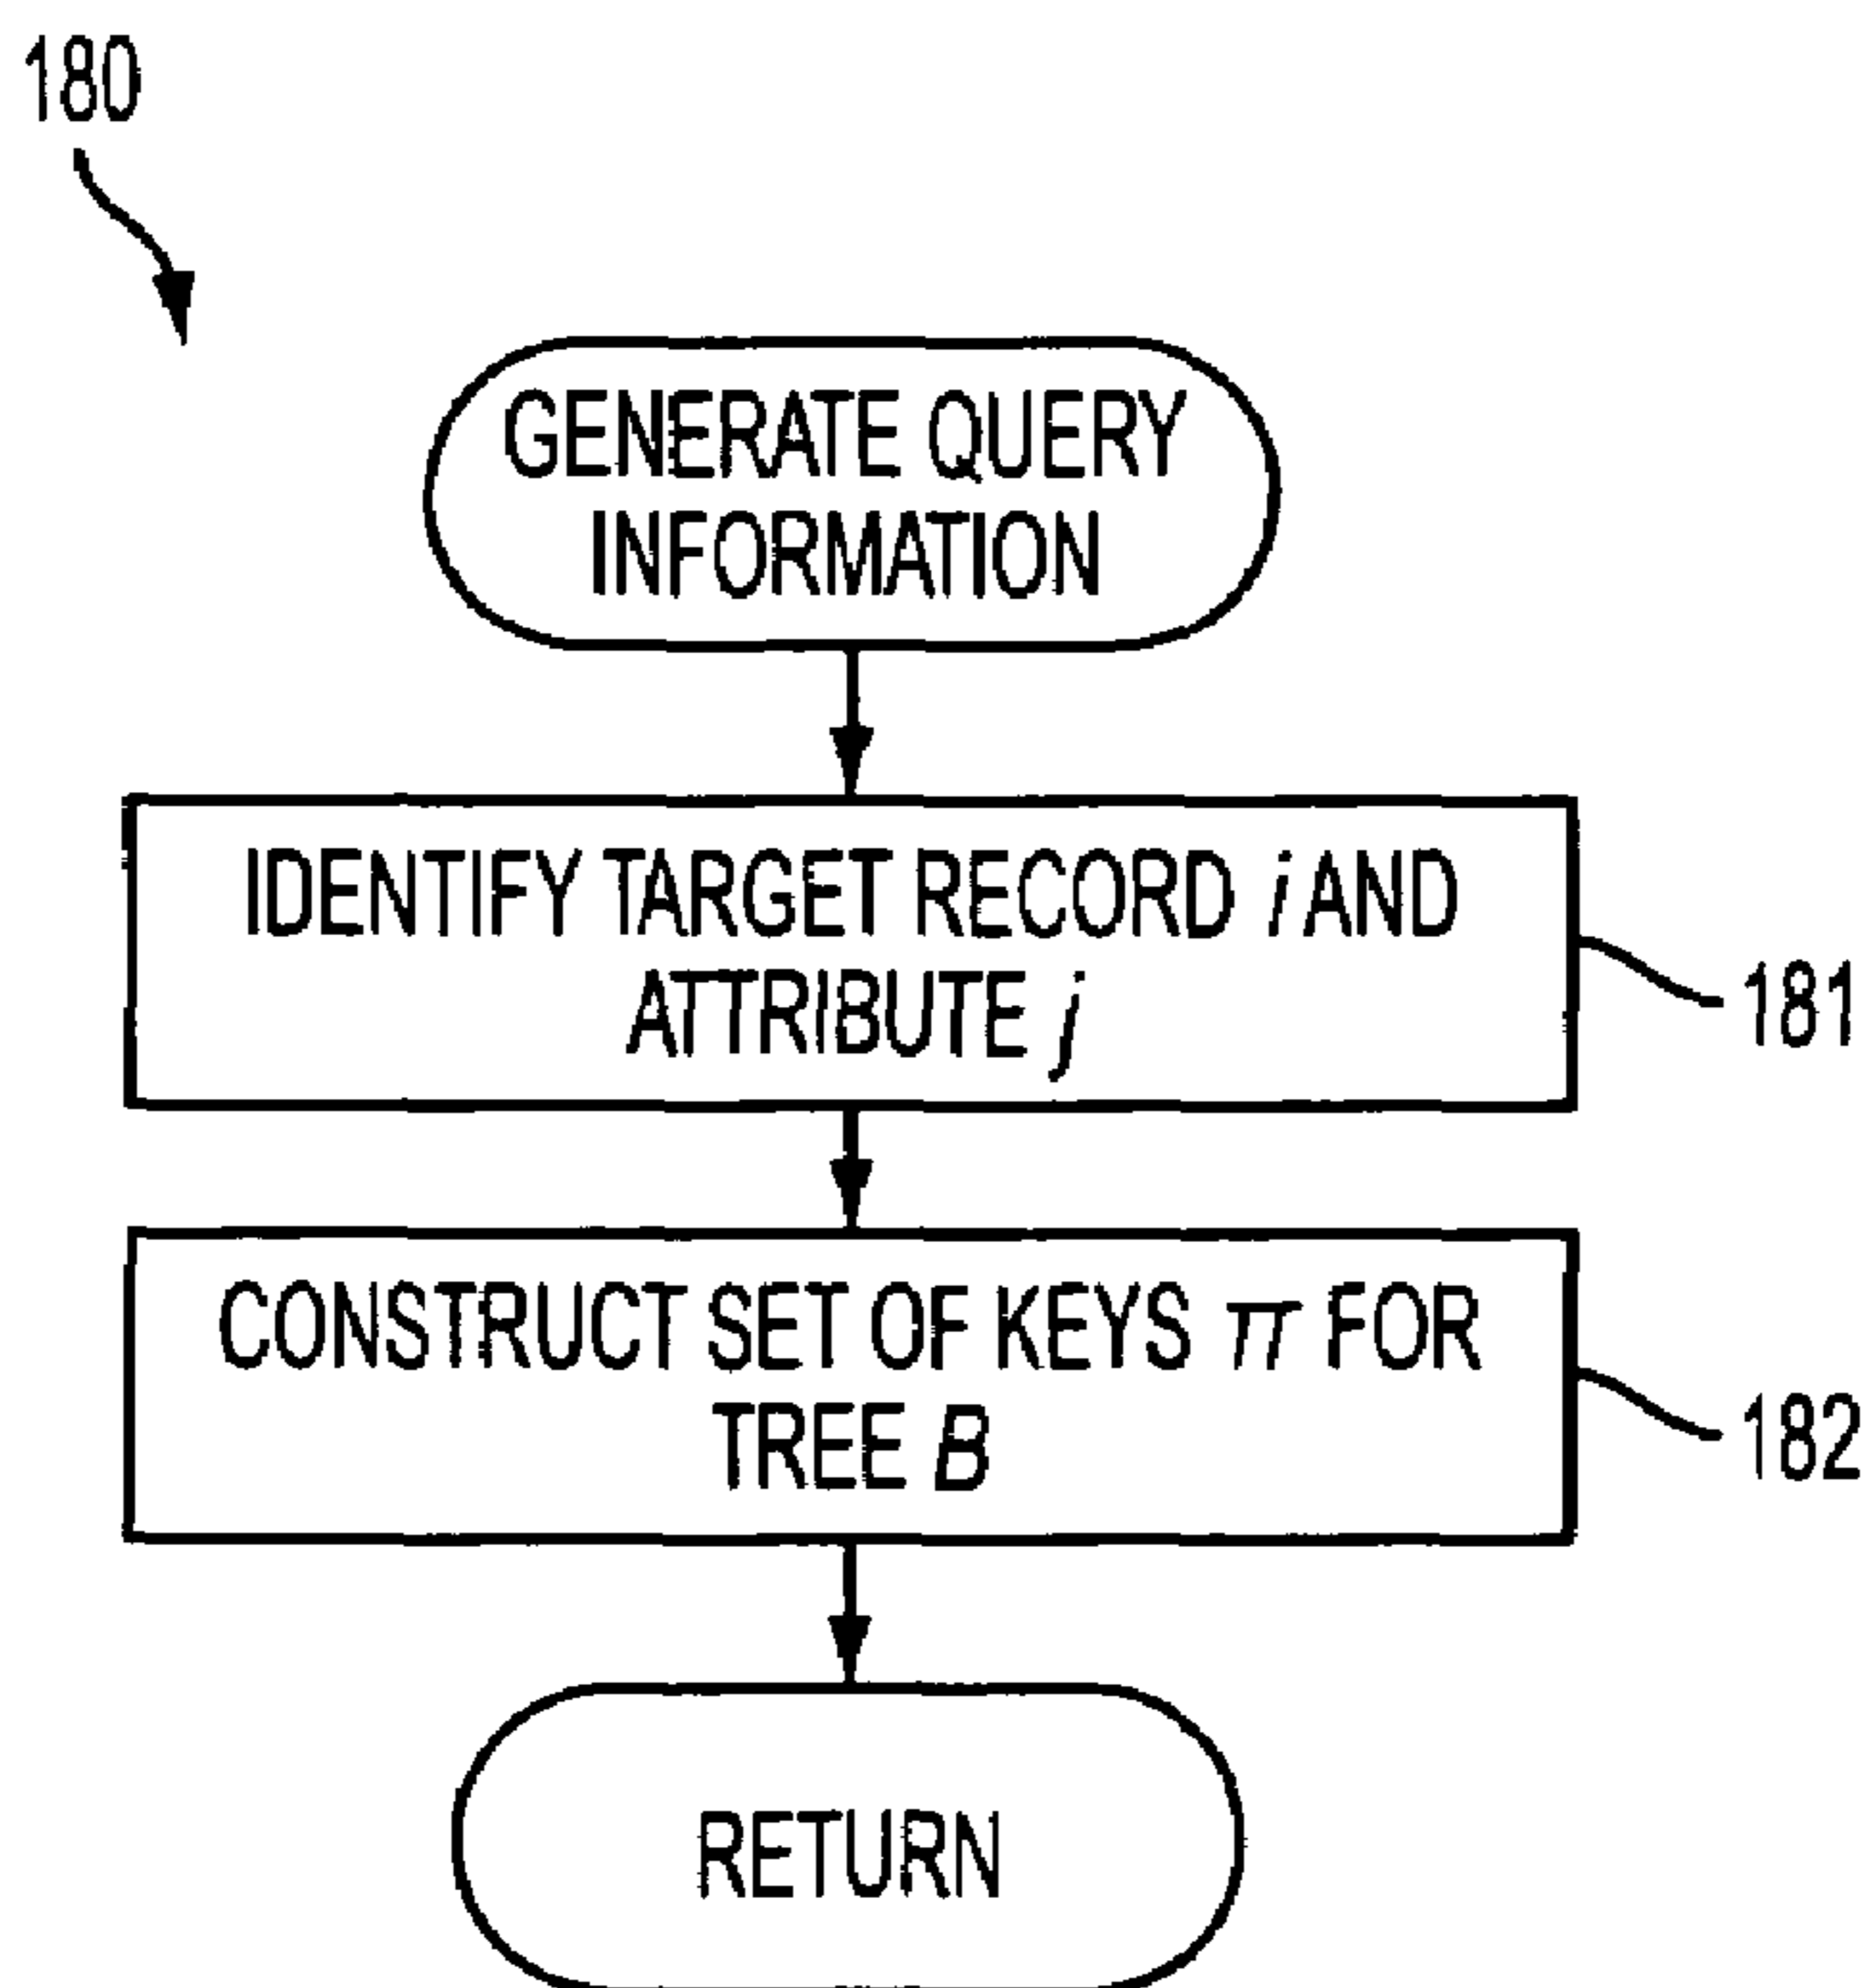 180
GENERATE QUERY
INFORMATION
IDENTIFY TARGET RECORD i AND
ATTRIBUTE j
181
CONSTRUCT SET OF KEYS π FOR
TREE B
182
RETURN